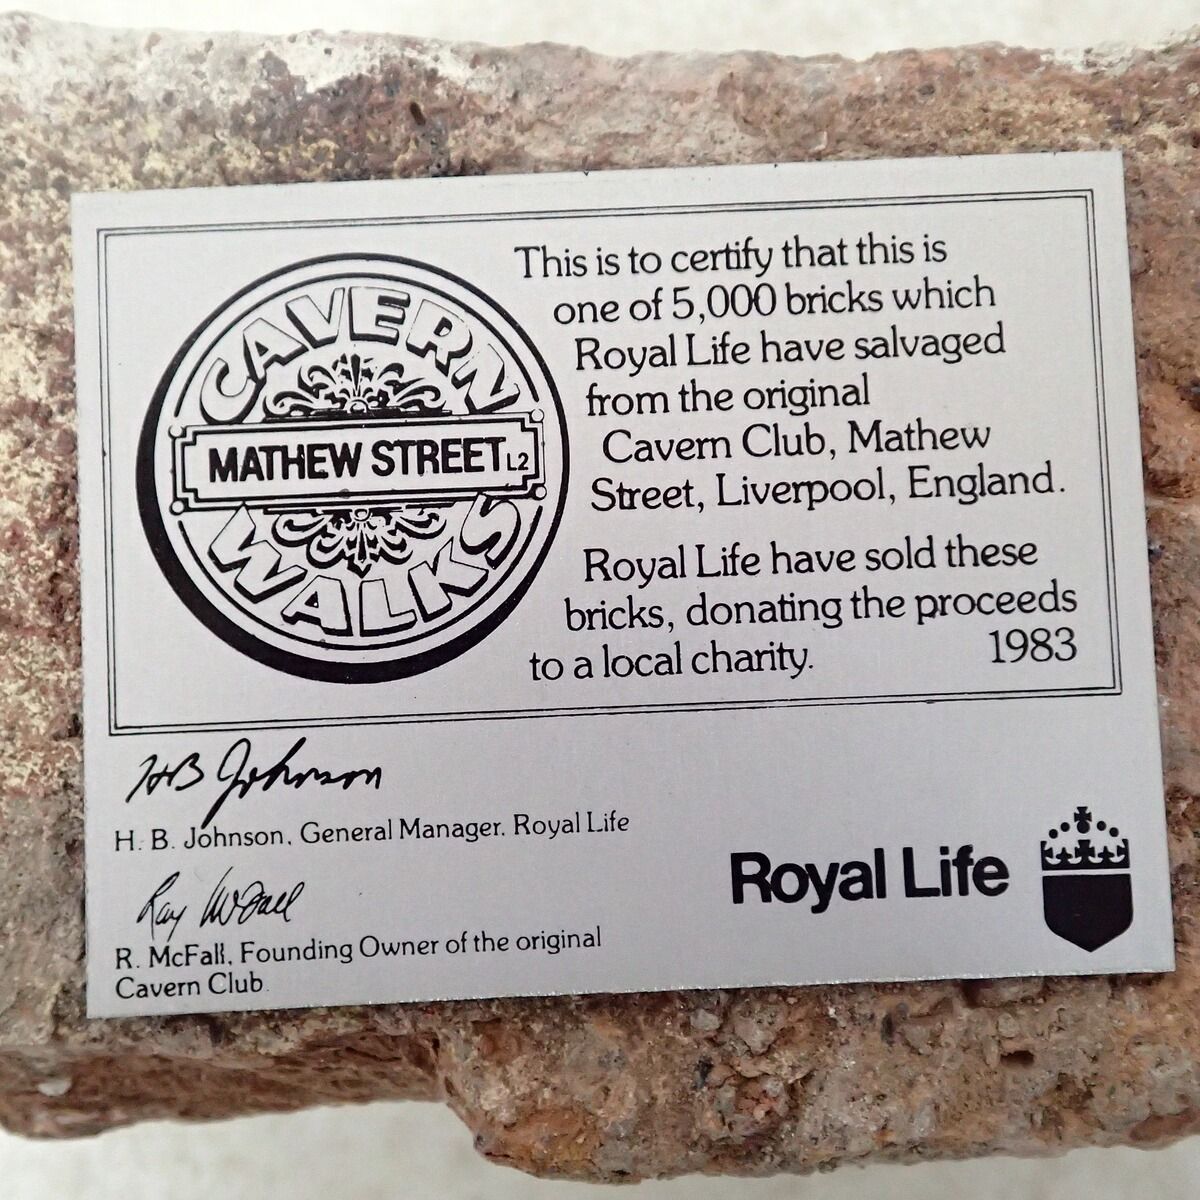 CAVERN
MATHEW STREET L2
WALKS
This is to certify that this is
one of 5,000 bricks which
Royal Life have salvaged
from the original
Cavern Club, Mathew
Street, Liverpool, England.
Royal Life have sold these
bricks, donating the proceeds
to a local charity. 1983
HB Johnson
H. B. Johnson, General Manager, Royal Life
Ray McFall
R. McFall, Founding Owner of the original
Cavern Club.
Royal Life